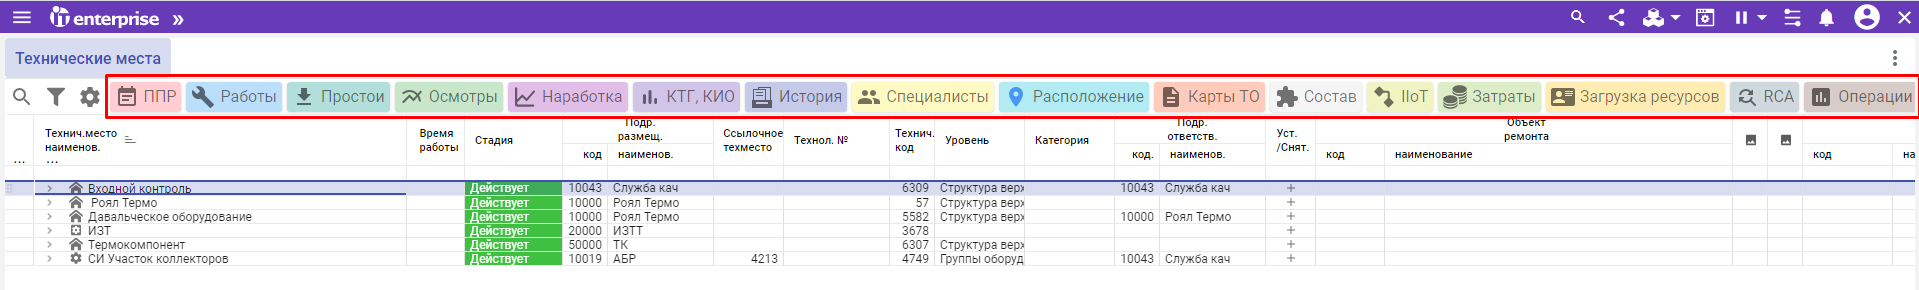 iT enterprise »
Технические места
ППР Работы Простои Осмотры Наработка КТГ, КИО История Специалисты Расположение Карты ТО Состав IIoT Затраты Загрузка ресурсов RCA Операции
Технич.место наименов. Время работы Стадия Подр. размещ. Ссылочное техместо Технол. № Технич. код Уровень Категория Подр. ответств. Уст. /Снят. Объект ремонта
код наименов. код. наименов. код наименование код на
... ...
Входной контроль Действует 10043 Служба кач 6309 Структура верх 10043 Служба кач +
Роял Термо Действует 10000 Роял Термо 57 Структура верх +
Давальческое оборудование Действует 10000 Роял Термо 5582 Структура верх 10000 Роял Термо +
ИЗТ Действует 20000 ИЗТТ 3678 +
Термокомпонент Действует 50000 ТК 6307 Структура верх +
СИ Участок коллекторов Действует 10019 АБР 4213 4749 Группы оборуд 10043 Служба кач +